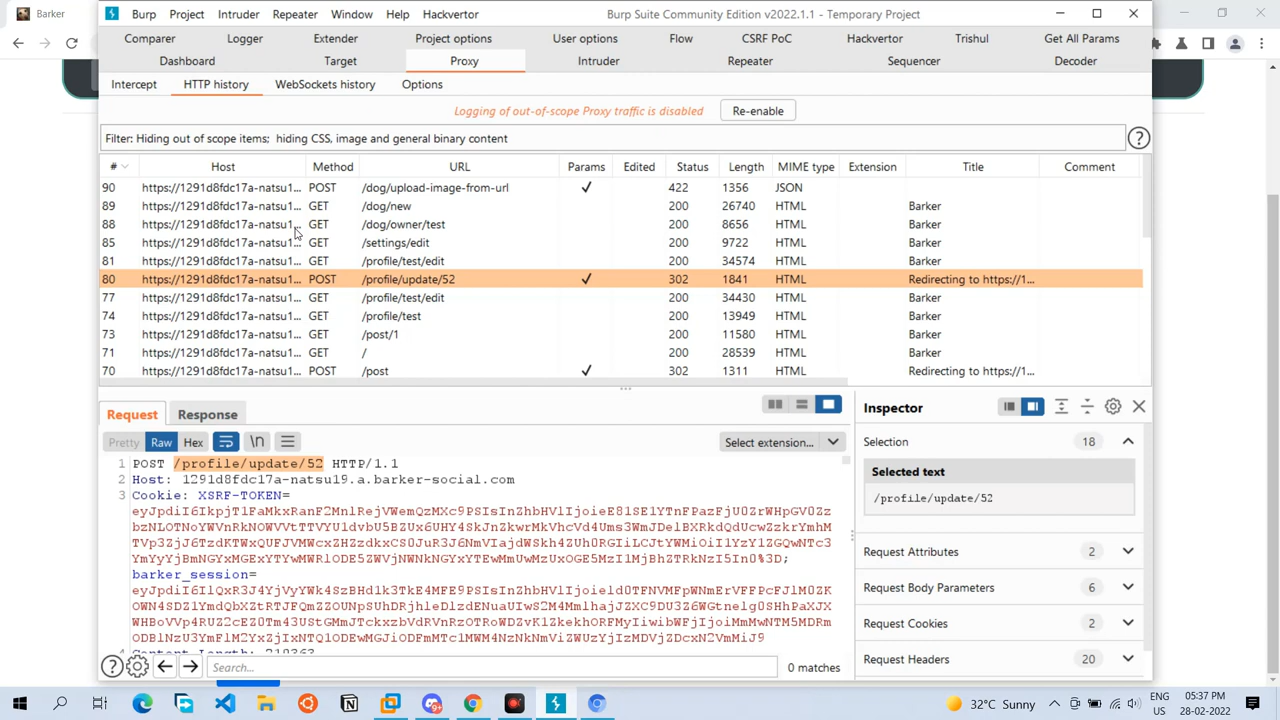 Barker
Burp Project Intruder Repeater Window Help Hackvertor Burp Suite Community Edition v2022.1.1 - Temporary Project
Comparer Logger Extender Project options User options Flow CSRF PoC Hackvertor Trishul Get All Params
Dashboard Target Proxy Intruder Repeater Sequencer Decoder
Intercept HTTP history WebSockets history Options
Logging of out-of-scope Proxy traffic is disabled Re-enable
Filter: Hiding out of scope items; hiding CSS, image and general binary content
# Host Method URL Params Edited Status Length MIME type Extension Title Comment
90 https://1291d8fdc17a-natsu1... POST /dog/upload-image-from-url ✓ 422 1356 JSON
89 https://1291d8fdc17a-natsu1... GET /dog/new 200 26740 HTML Barker
88 https://1291d8fdc17a-natsu1... GET /dog/owner/test 200 8656 HTML Barker
85 https://1291d8fdc17a-natsu1... GET /settings/edit 200 9722 HTML Barker
81 https://1291d8fdc17a-natsu1... GET /profile/test/edit 200 34574 HTML Barker
80 https://1291d8fdc17a-natsu1... POST /profile/update/52 ✓ 302 1841 HTML Redirecting to https://1...
77 https://1291d8fdc17a-natsu1... GET /profile/test/edit 200 34430 HTML Barker
74 https://1291d8fdc17a-natsu1... GET /profile/test 200 13949 HTML Barker
73 https://1291d8fdc17a-natsu1... GET /post/1 200 11580 HTML Barker
71 https://1291d8fdc17a-natsu1... GET / 200 28539 HTML Barker
70 https://1291d8fdc17a-natsu1... POST /post ✓ 302 1311 HTML Redirecting to https://1...
Request Response
Pretty Raw Hex \n Select extension...
1 POST /profile/update/52 HTTP/1.1
2 Host: 1291d8fdc17a-natsu19.a.barker-social.com
3 Cookie: XSRF-TOKEN=
barker_session=
Search... 0 matches
Inspector
Selection 18
Selected text
/profile/update/52
Request Attributes 2
Request Body Parameters 6
Request Cookies 2
Request Headers 20
32°C Sunny ENG 05:37 PM
US 28-02-2022